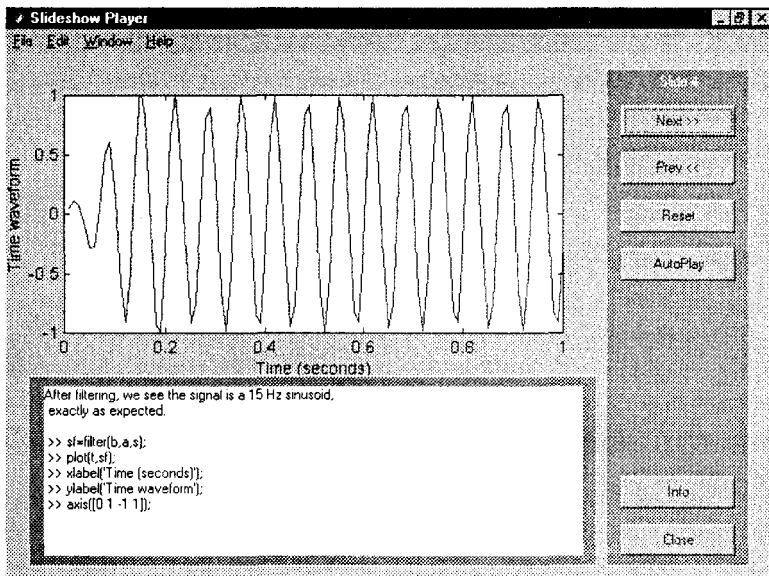 Slideshow Player
File Edit Window Help
Time waveform
1
0.5
0
-0.5
-1
0 0.2 0.4 0.6 0.8 1
Time (seconds)
Next >>
Prev <<
Reset
AutoPlay
After filtering, we see the signal is a 15 Hz sinusoid,
exactly as expected.
>> sf=filter(b,a,s);
>> plot(t,sf);
>> xlabel('Time (seconds)');
>> ylabel('Time waveform');
>> axis([0 1 -1 1]);
Info
Close